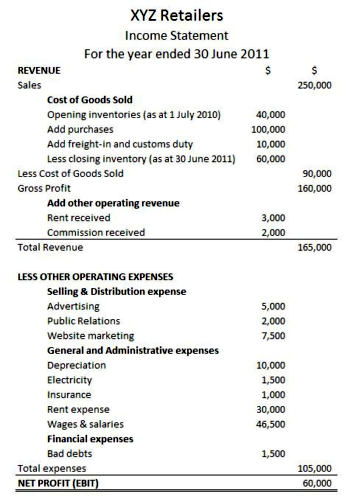 XYZ Retailers
Income Statement
For the year ended 30 June 2011
REVENUE $ $
Sales 250,000
Cost of Goods Sold
Opening inventories (as at 1 July 2010) 40,000
Add purchases 100,000
Add freight-in and customs duty 10,000
Less closing inventory (as at 30 June 2011) 60,000
Less Cost of Goods Sold 90,000
Gross Profit 160,000
Add other operating revenue
Rent received 3,000
Commission received 2,000
Total Revenue 165,000
LESS OTHER OPERATING EXPENSES
Selling & Distribution expense
Advertising 5,000
Public Relations 2,000
Website marketing 7,500
General and Administrative expenses
Depreciation 10,000
Electricity 1,500
Insurance 1,000
Rent expense 30,000
Wages & salaries 46,500
Financial expenses
Bad debts 1,500
Total expenses 105,000
NET PROFIT (EBIT) 60,000